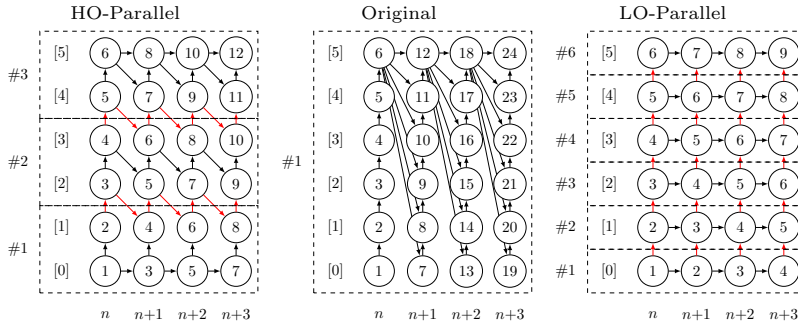 HO-Parallel Original LO-Parallel
[5] 6 8 10 12 [5] 6 12 18 24 #6 [5] 6 7 8 9
#3
[4] 5 7 9 11 [4] 5 11 17 23 #5 [4] 5 6 7 8
[3] 4 6 8 10 [3] 4 10 16 22 #4 [3] 4 5 6 7
#2 #1
[2] 3 5 7 9 [2] 3 9 15 21 #3 [2] 3 4 5 6
[1] 2 4 6 8 [1] 2 8 14 20 #2 [1] 2 3 4 5
#1
[0] 1 3 5 7 [0] 1 7 13 19 #1 [0] 1 2 3 4
n n+1 n+2 n+3 n n+1 n+2 n+3 n n+1 n+2 n+3